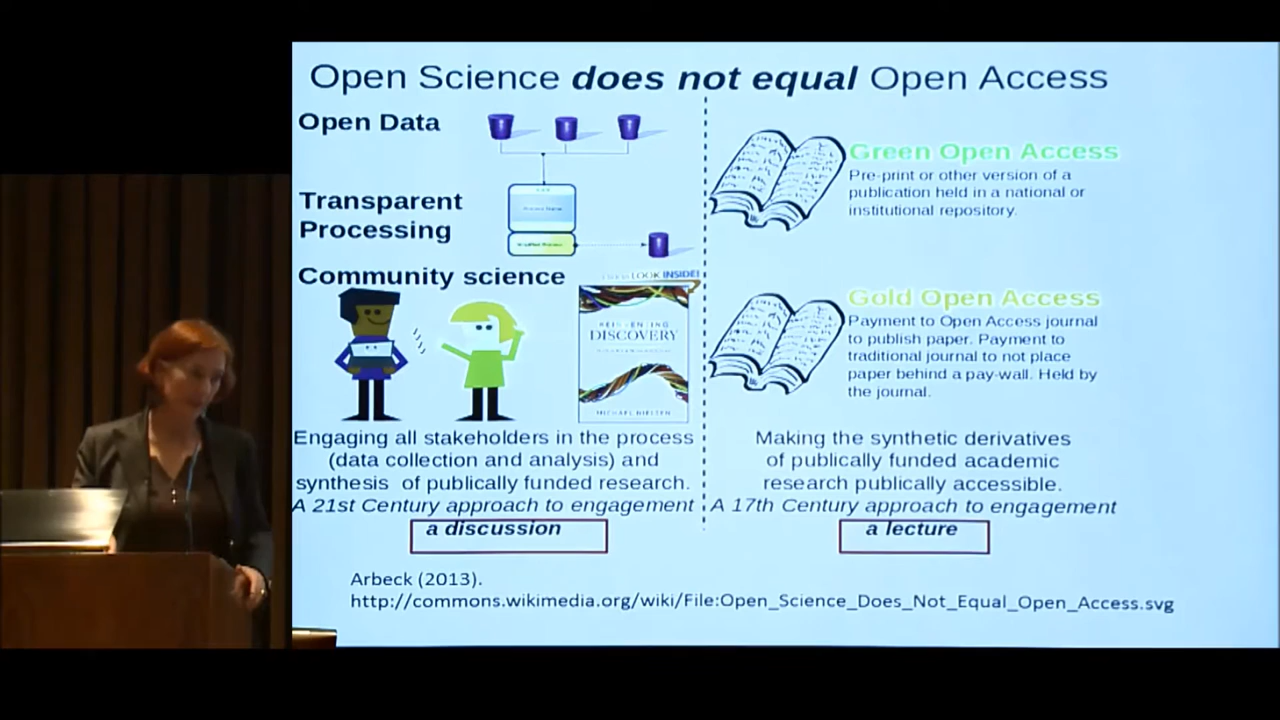 Open Science does not equal Open Access
Open Data
Transparent
Processing
Community science
LOOK INSIDE!
REINVENTING
DISCOVERY
MICHAEL NIELSEN
Engaging all stakeholders in the process
(data collection and analysis) and
synthesis of publically funded research.
A 21st Century approach to engagement
a discussion
Green Open Access
Pre-print or other version of a
publication held in a national or
institutional repository.
Gold Open Access
Payment to Open Access journal
to publish paper. Payment to
traditional journal to not place
paper behind a pay-wall. Held by
the journal.
Making the synthetic derivatives
of publically funded academic
research publically accessible.
A 17th Century approach to engagement
a lecture
Arbeck (2013).
http://commons.wikimedia.org/wiki/File:Open_Science_Does_Not_Equal_Open_Access.svg